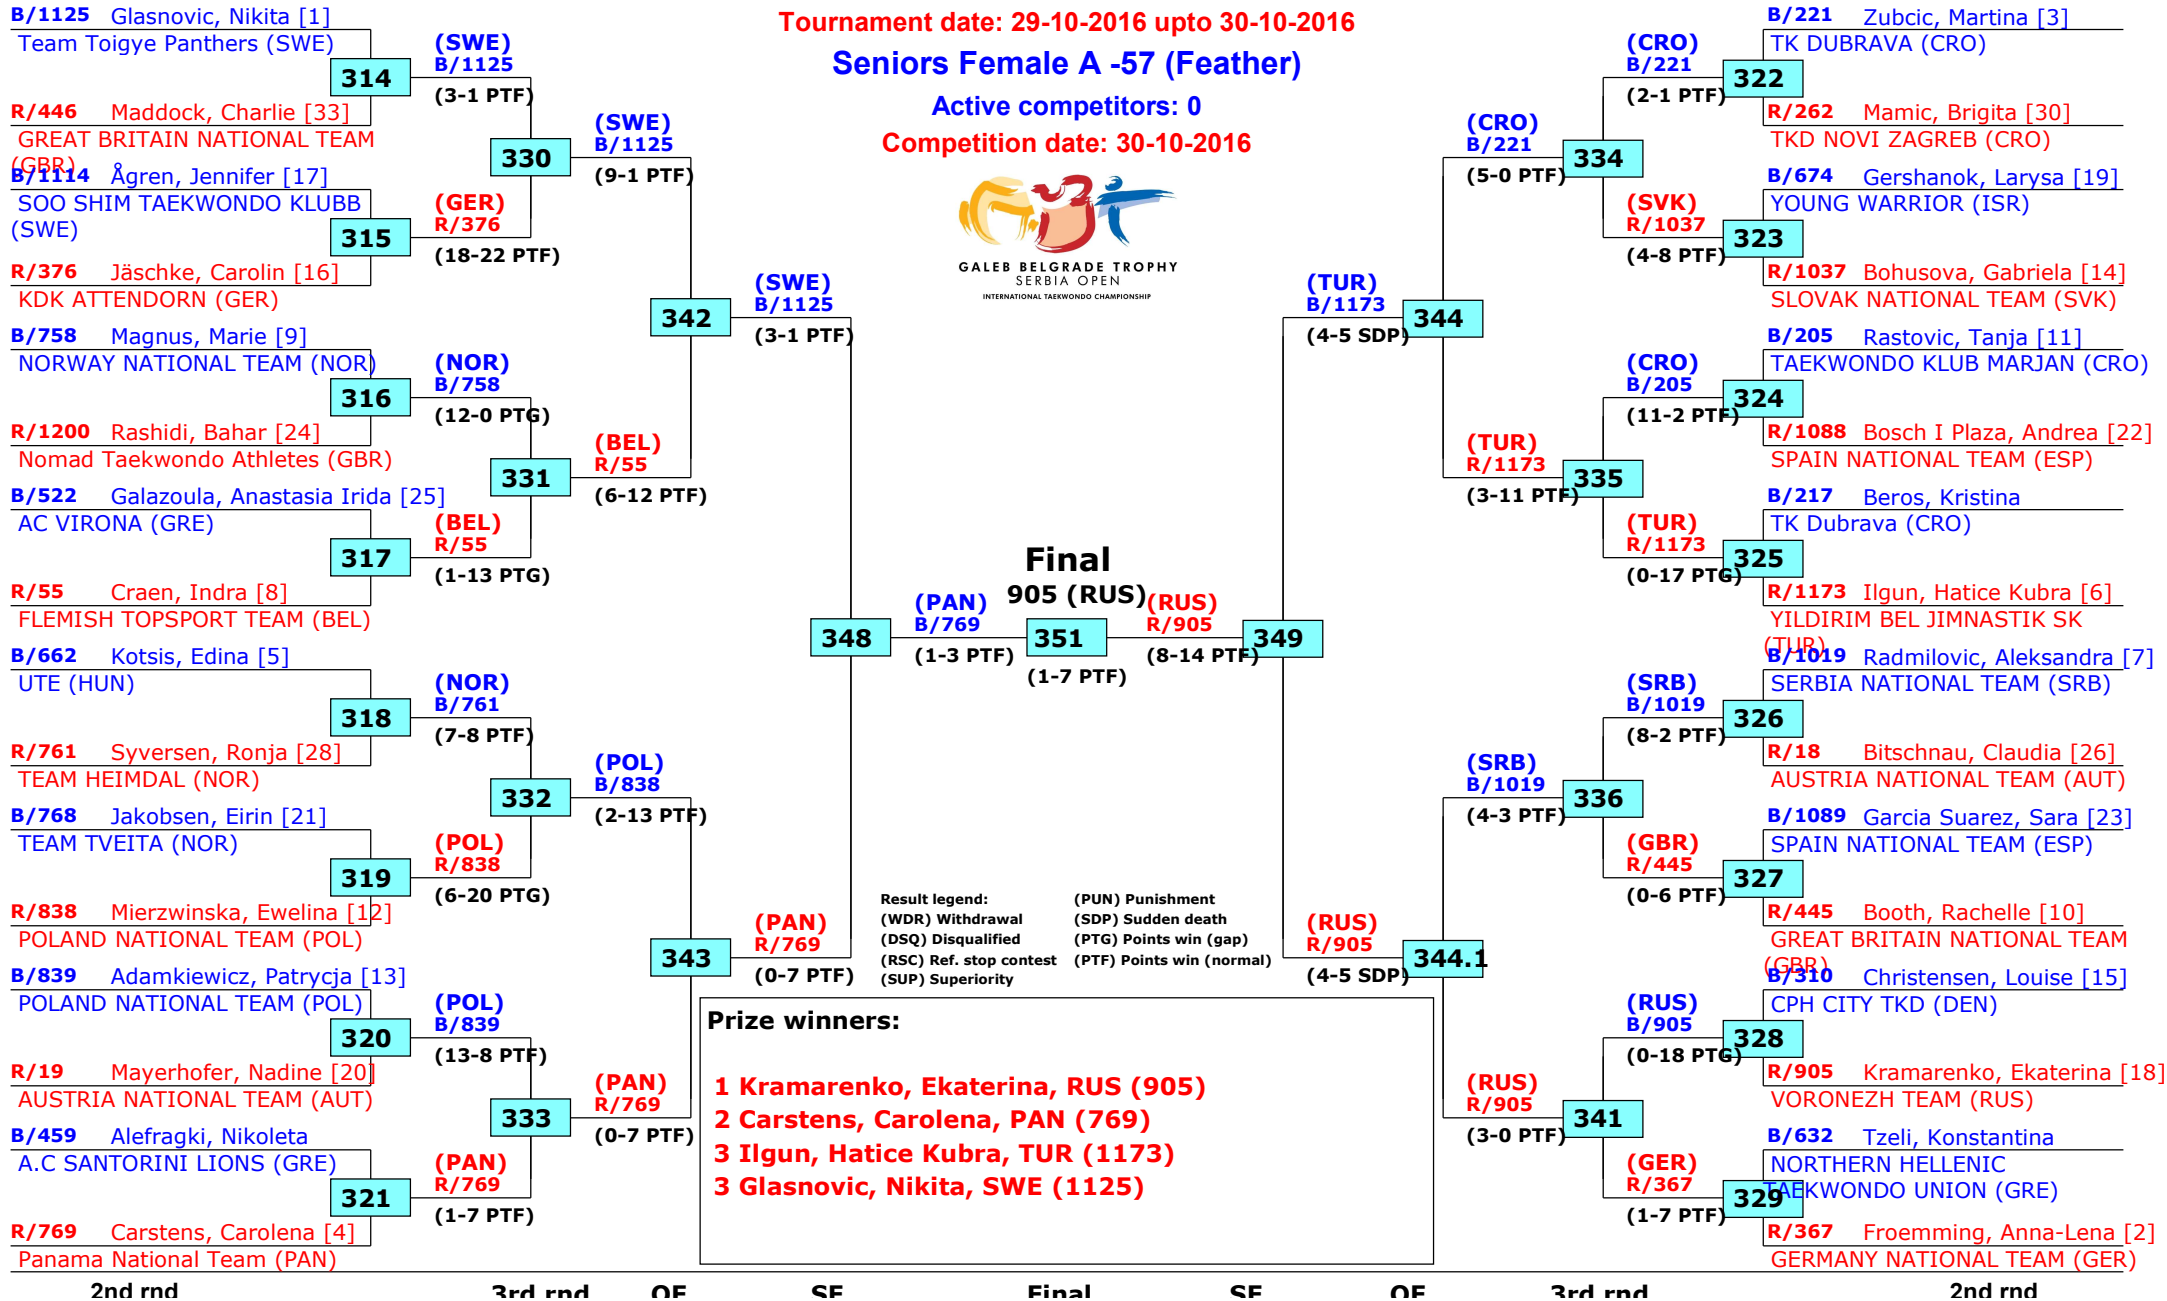 Tournament date: 29-10-2016 upto 30-10-2016
Seniors Female A -57 (Feather)
Active competitors: 0
Competition date: 30-10-2016
GALEB BELGRADE TROPHY
SERBIA OPEN
INTERNATIONAL TAEKWONDO CHAMPIONSHIP
B/1125 Glasnovic, Nikita [1]
Team Toigye Panthers (SWE)
314
R/446 Maddock, Charlie [33]
GREAT BRITAIN NATIONAL TEAM
(GBR)
B/1114 Ågren, Jennifer [17]
SOO SHIM TAEKWONDO KLUBB
(SWE)
315
R/376 Jäschke, Carolin [16]
KDK ATTENDORN (GER)
B/758 Magnus, Marie [9]
NORWAY NATIONAL TEAM (NOR)
316
R/1200 Rashidi, Bahar [24]
Nomad Taekwondo Athletes (GBR)
B/522 Galazoula, Anastasia Irida [25]
AC VIRONA (GRE)
317
R/55 Craen, Indra [8]
FLEMISH TOPSPORT TEAM (BEL)
B/662 Kotsis, Edina [5]
UTE (HUN)
318
R/761 Syversen, Ronja [28]
TEAM HEIMDAL (NOR)
B/768 Jakobsen, Eirin [21]
TEAM TVEITA (NOR)
319
R/838 Mierzwinska, Ewelina [12]
POLAND NATIONAL TEAM (POL)
B/839 Adamkiewicz, Patrycja [13]
POLAND NATIONAL TEAM (POL)
320
R/19 Mayerhofer, Nadine [20]
AUSTRIA NATIONAL TEAM (AUT)
B/459 Alefragki, Nikoleta
A.C SANTORINI LIONS (GRE)
321
R/769 Carstens, Carolena [4]
Panama National Team (PAN)
(SWE)
B/1125
(3-1 PTF)
330
(GER)
R/376
(18-22 PTF)
(NOR)
B/758
(12-0 PTG)
331
(BEL)
R/55
(1-13 PTG)
(NOR)
B/761
(7-8 PTF)
332
(POL)
R/838
(6-20 PTG)
(POL)
B/839
(13-8 PTF)
333
(PAN)
R/769
(1-7 PTF)
(SWE)
B/1125
(9-1 PTF)
342
(BEL)
R/55
(6-12 PTF)
(POL)
B/838
(2-13 PTF)
343
(PAN)
R/769
(0-7 PTF)
(SWE)
B/1125
(3-1 PTF)
348
(PAN)
R/769
(0-7 PTF)
Final
905 (RUS)
(PAN)
B/769
(1-3 PTF)
351
(1-7 PTF)
(RUS)
R/905
(8-14 PTF)
349
(TUR)
B/1173
(4-5 SDP)
344
(RUS)
R/905
(4-5 SDP)
344.1
(CRO)
B/221
(5-0 PTF)
334
(TUR)
R/1173
(3-11 PTF)
335
(SRB)
B/1019
(4-3 PTF)
336
(RUS)
R/905
(3-0 PTF)
341
(CRO)
B/221
(2-1 PTF)
(SVK)
R/1037
(4-8 PTF)
(CRO)
B/205
(11-2 PTF)
(TUR)
R/1173
(0-17 PTG)
(SRB)
B/1019
(8-2 PTF)
(GBR)
R/445
(0-6 PTF)
(RUS)
B/905
(0-18 PTG)
(GER)
R/367
(1-7 PTF)
B/221 Zubcic, Martina [3]
TK DUBRAVA (CRO)
322
R/262 Mamic, Brigita [30]
TKD NOVI ZAGREB (CRO)
B/674 Gershanok, Larysa [19]
YOUNG WARRIOR (ISR)
323
R/1037 Bohusova, Gabriela [14]
SLOVAK NATIONAL TEAM (SVK)
B/205 Rastovic, Tanja [11]
TAEKWONDO KLUB MARJAN (CRO)
324
R/1088 Bosch I Plaza, Andrea [22]
SPAIN NATIONAL TEAM (ESP)
B/217 Beros, Kristina
TK Dubrava (CRO)
325
R/1173 Ilgun, Hatice Kubra [6]
YILDIRIM BEL JIMNASTIK SK
(TUR)
B/1019 Radmilovic, Aleksandra [7]
SERBIA NATIONAL TEAM (SRB)
326
R/18 Bitschnau, Claudia [26]
AUSTRIA NATIONAL TEAM (AUT)
B/1089 Garcia Suarez, Sara [23]
SPAIN NATIONAL TEAM (ESP)
327
R/445 Booth, Rachelle [10]
GREAT BRITAIN NATIONAL TEAM
(GBR)
B/310 Christensen, Louise [15]
CPH CITY TKD (DEN)
328
R/905 Kramarenko, Ekaterina [18]
VORONEZH TEAM (RUS)
B/632 Tzeli, Konstantina
NORTHERN HELLENIC
TAEKWONDO UNION (GRE)
329
R/367 Froemming, Anna-Lena [2]
GERMANY NATIONAL TEAM (GER)
Result legend: (PUN) Punishment
(WDR) Withdrawal (SDP) Sudden death
(DSQ) Disqualified (PTG) Points win (gap)
(RSC) Ref. stop contest (PTF) Points win (normal)
(SUP) Superiority
Prize winners:
1 Kramarenko, Ekaterina, RUS (905)
2 Carstens, Carolena, PAN (769)
3 Ilgun, Hatice Kubra, TUR (1173)
3 Glasnovic, Nikita, SWE (1125)
2nd rnd 3rd rnd QF SF Final SF QF 3rd rnd 2nd rnd